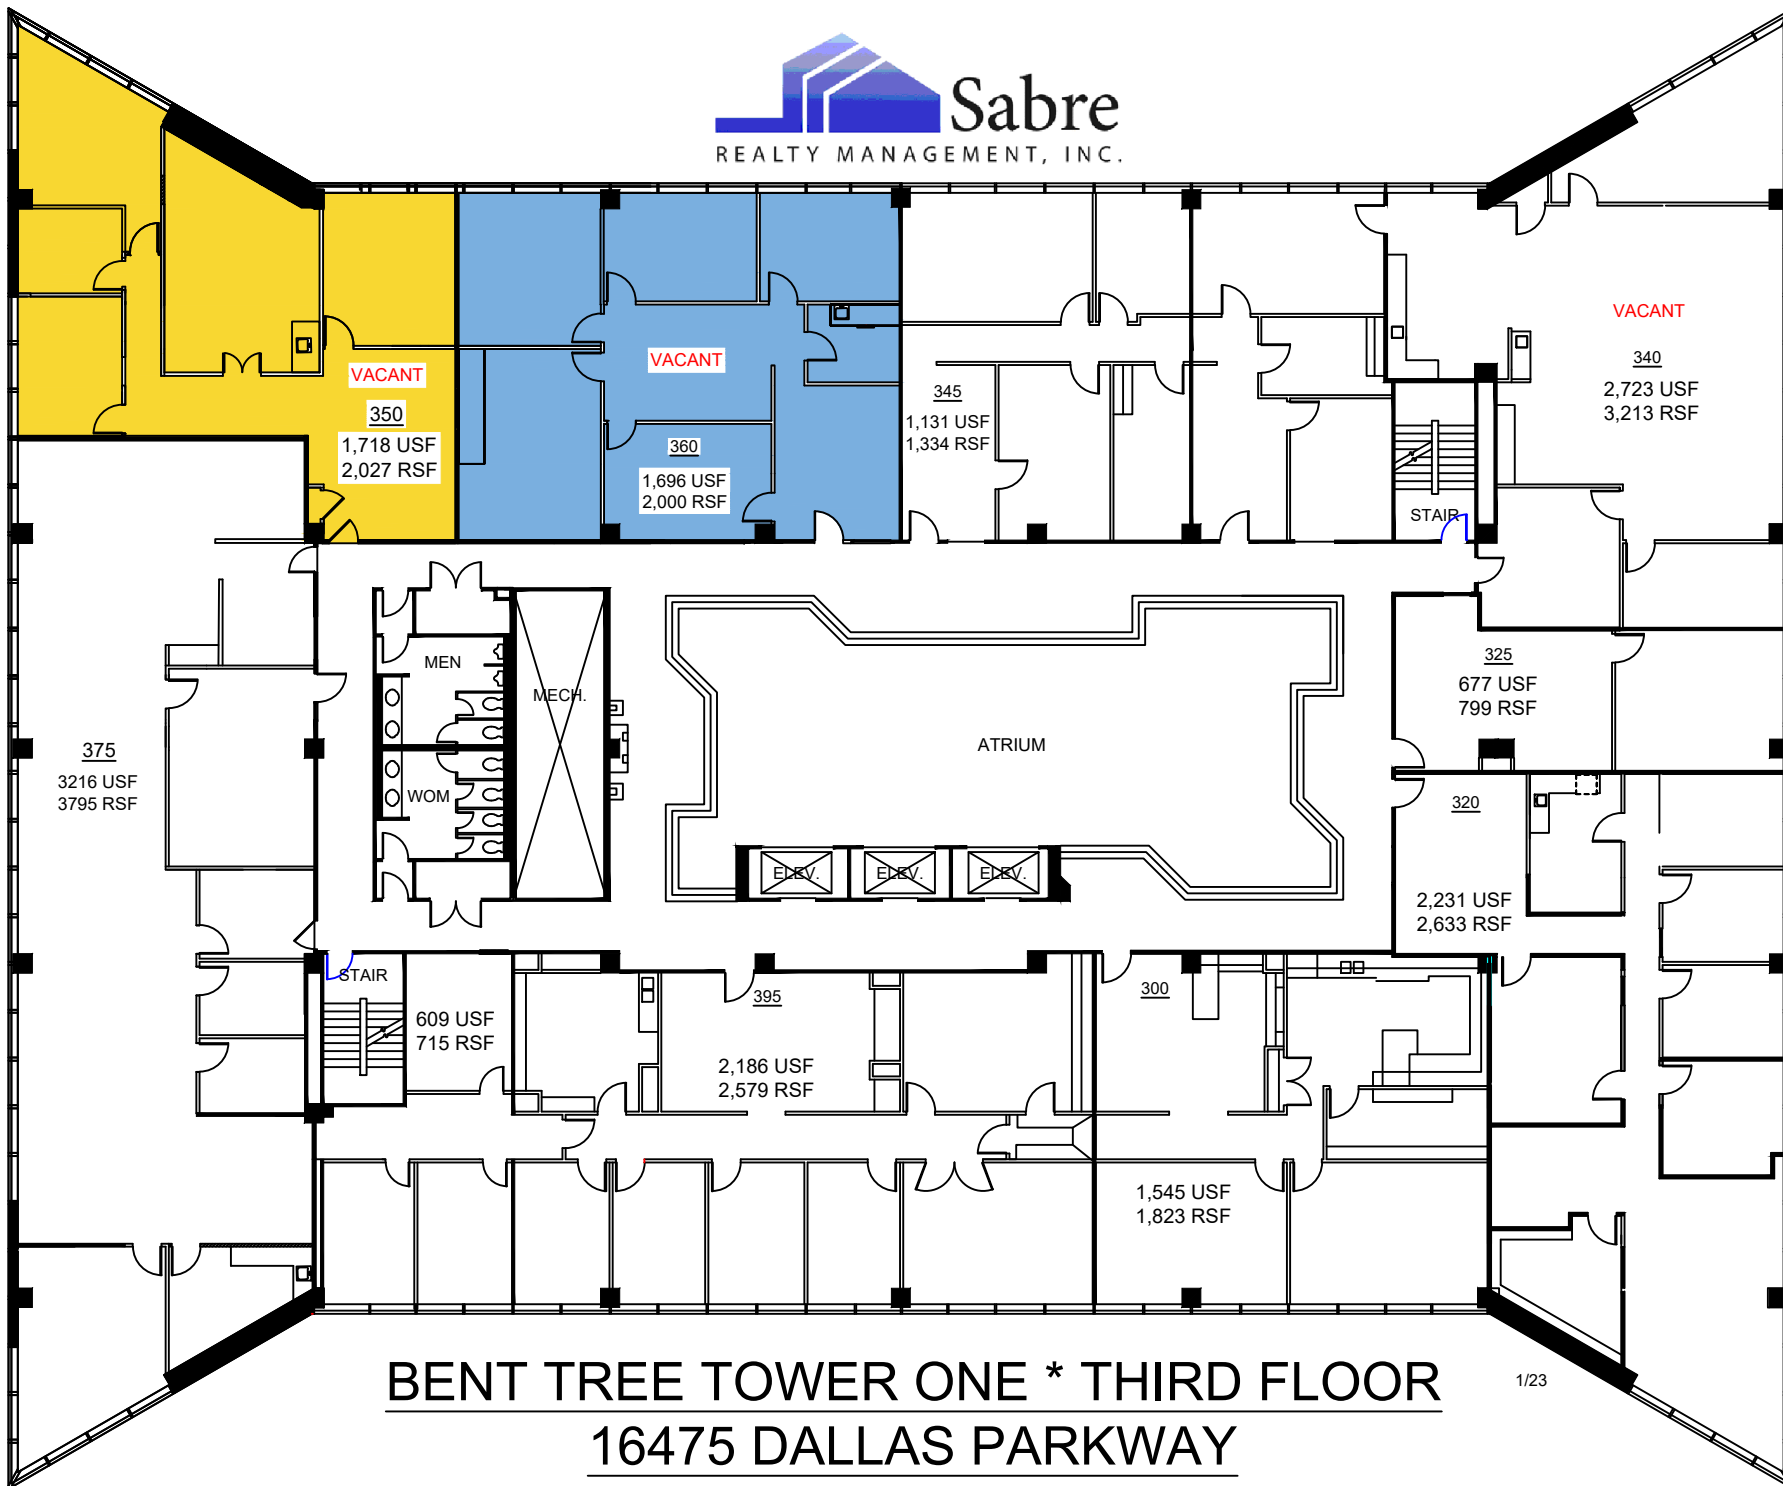 Sabre
REALTY MANAGEMENT, INC.
VACANT
350
1,718 USF
2,027 RSF
VACANT
360
1,696 USF
2,000 RSF
345
1,131 USF
1,334 RSF
VACANT
340
2,723 USF
3,213 RSF
STAIR
MEN
MECH.
WOM
ATRIUM
ELEV.
ELEV.
ELEV.
325
677 USF
799 RSF
375
3216 USF
3795 RSF
320
2,231 USF
2,633 RSF
STAIR
609 USF
715 RSF
395
2,186 USF
2,579 RSF
300
1,545 USF
1,823 RSF
BENT TREE TOWER ONE * THIRD FLOOR
16475 DALLAS PARKWAY
1/23